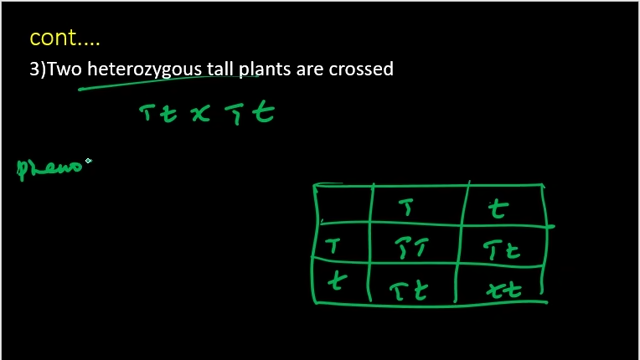 cont....
3)Two heterozygous tall plants are crossed
Tt x Tt
pheno
T t
T TT Tt
t Tt tt